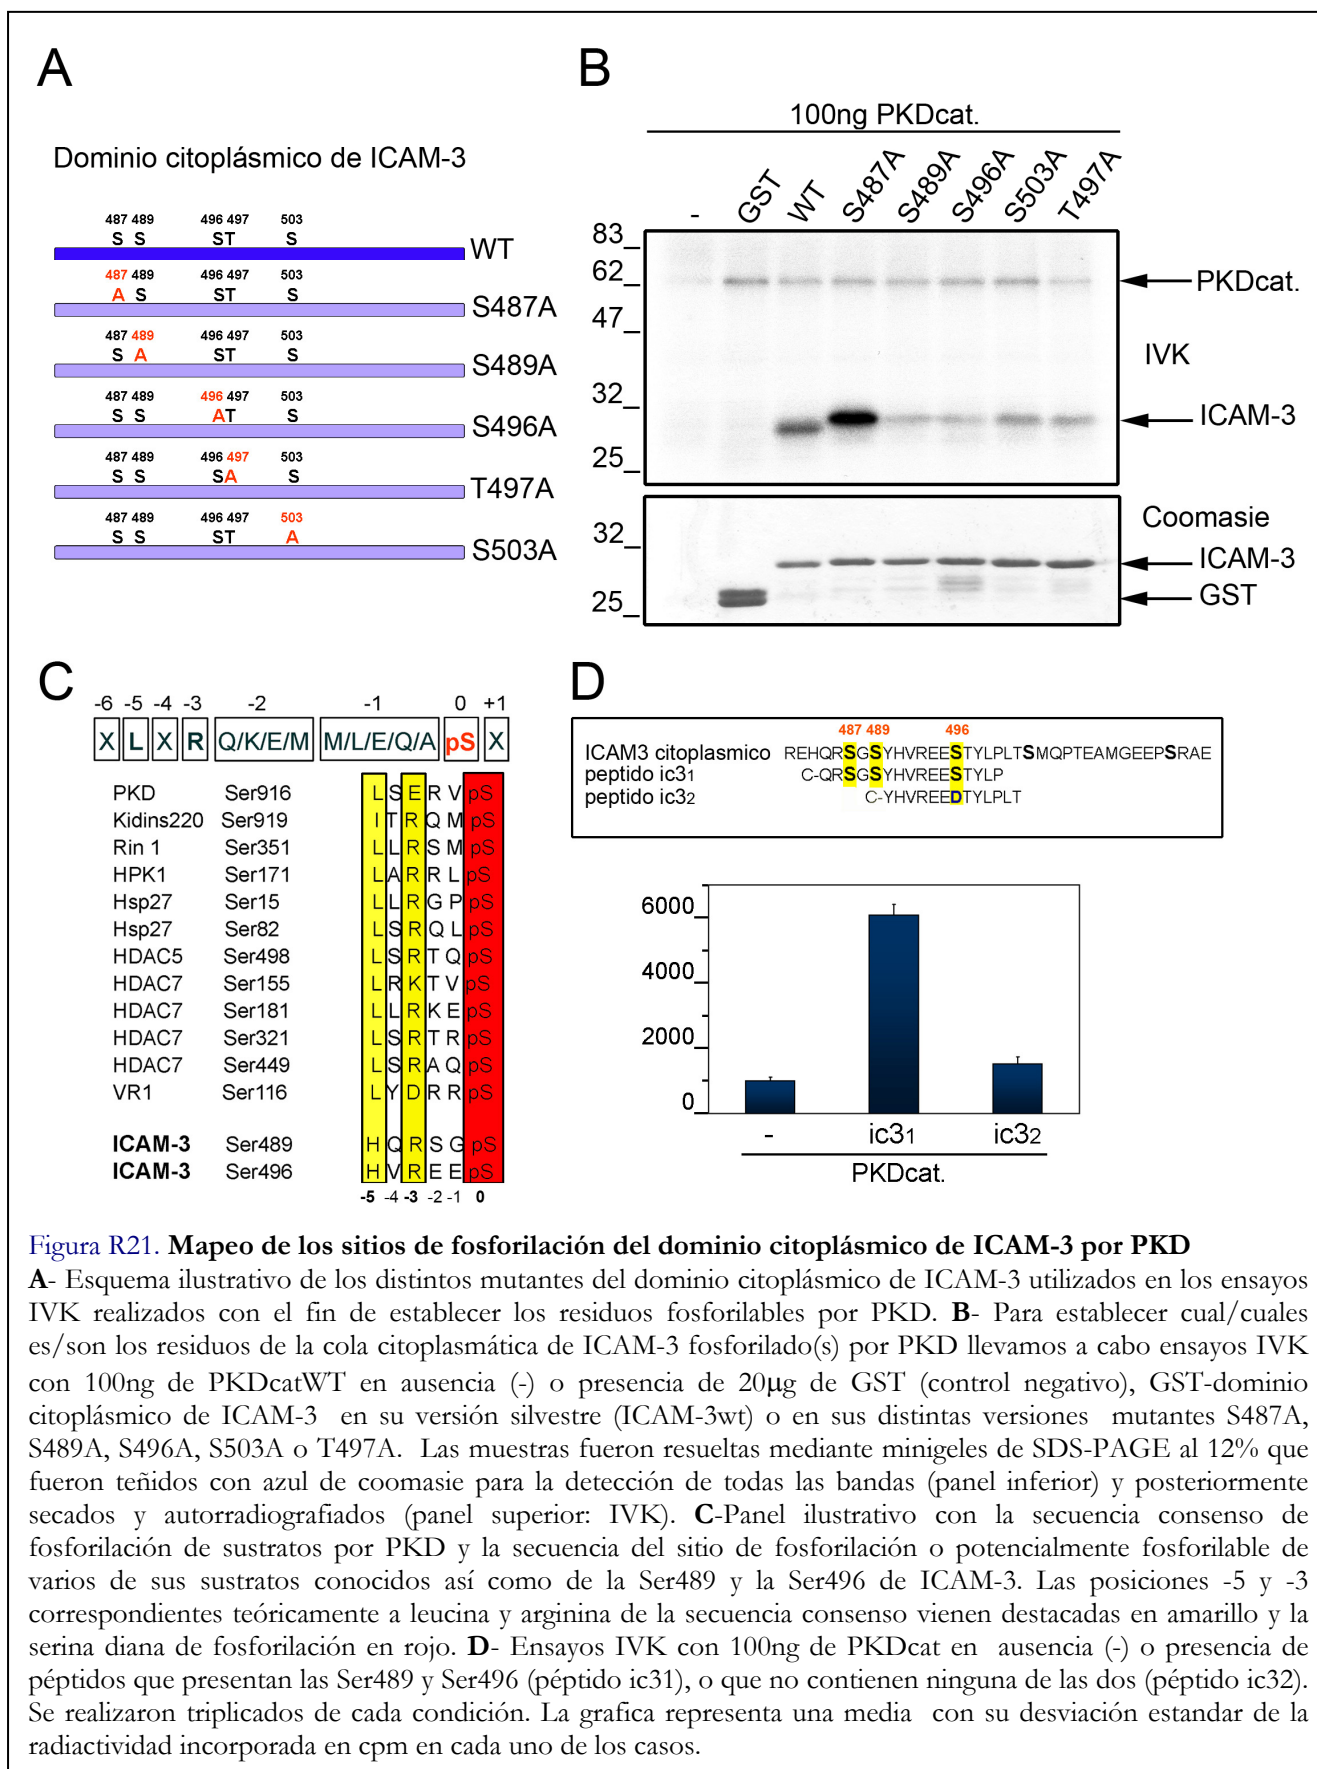 A
Dominio citoplásmico de ICAM-3
487 489 496 497 503
S S ST S
WT
487 489 496 497 503
A S ST S
S487A
487 489 496 497 503
S A ST S
S489A
487 489 496 497 503
S S AT S
S496A
487 489 496 497 503
S S SA S
T497A
487 489 496 497 503
S S ST A
S503A
B
100ng PKDcat.
- GST WT S487A S489A S496A S503A T497A
83
62
47
32
25
PKDcat.
IVK
ICAM-3
32
25
Coomasie
ICAM-3
GST
C
-6 -5 -4 -3 -2 -1 0 +1
X L X R Q/K/E/M M/L/E/Q/A pS X
PKD Ser916 L S E R V pS
Kidins220 Ser919 I T R Q M pS
Rin 1 Ser351 L L R S M pS
HPK1 Ser171 L A R R L pS
Hsp27 Ser15 L L R G P pS
Hsp27 Ser82 L S R Q L pS
HDAC5 Ser498 L S R T Q pS
HDAC7 Ser155 L R K T V pS
HDAC7 Ser181 L L R K E pS
HDAC7 Ser321 L S R T R pS
HDAC7 Ser449 L S R A Q pS
VR1 Ser116 L Y D R R pS
ICAM-3 Ser489 H Q R S G pS
ICAM-3 Ser496 H V R E E pS
-5 -4 -3 -2 -1 0
D
487 489 496
ICAM3 citoplasmico REHQRSGSYHVREESTYLPLTSMQPTEAMGEEPSRAE
peptido ic31 C-QRSGSYHVREESTYLP
peptido ic32 C-YHVREEDTYLPLT
6000
4000
2000
0
- ic31 ic32
PKDcat.
Figura R21. Mapeo de los sitios de fosforilación del dominio citoplásmico de ICAM-3 por PKD
A- Esquema ilustrativo de los distintos mutantes del dominio citoplásmico de ICAM-3 utilizados en los ensayos
IVK realizados con el fin de establecer los residuos fosforilables por PKD. B- Para establecer cual/cuales
es/son los residuos de la cola citoplasmática de ICAM-3 fosforilado(s) por PKD llevamos a cabo ensayos IVK
con 100ng de PKDcatWT en ausencia (-) o presencia de 20µg de GST (control negativo), GST-dominio
citoplásmico de ICAM-3 en su versión silvestre (ICAM-3wt) o en sus distintas versiones mutantes S487A,
S489A, S496A, S503A o T497A. Las muestras fueron resueltas mediante minigeles de SDS-PAGE al 12% que
fueron teñidos con azul de coomasie para la detección de todas las bandas (panel inferior) y posteriormente
secados y autorradiografiados (panel superior: IVK). C-Panel ilustrativo con la secuencia consenso de
fosforilación de sustratos por PKD y la secuencia del sitio de fosforilación o potencialmente fosforilable de
varios de sus sustratos conocidos así como de la Ser489 y la Ser496 de ICAM-3. Las posiciones -5 y -3
correspondientes teóricamente a leucina y arginina de la secuencia consenso vienen destacadas en amarillo y la
serina diana de fosforilación en rojo. D- Ensayos IVK con 100ng de PKDcat en ausencia (-) o presencia de
péptidos que presentan las Ser489 y Ser496 (péptido ic31), o que no contienen ninguna de las dos (péptido ic32).
Se realizaron triplicados de cada condición. La grafica representa una media con su desviación estandar de la
radiactividad incorporada en cpm en cada uno de los casos.